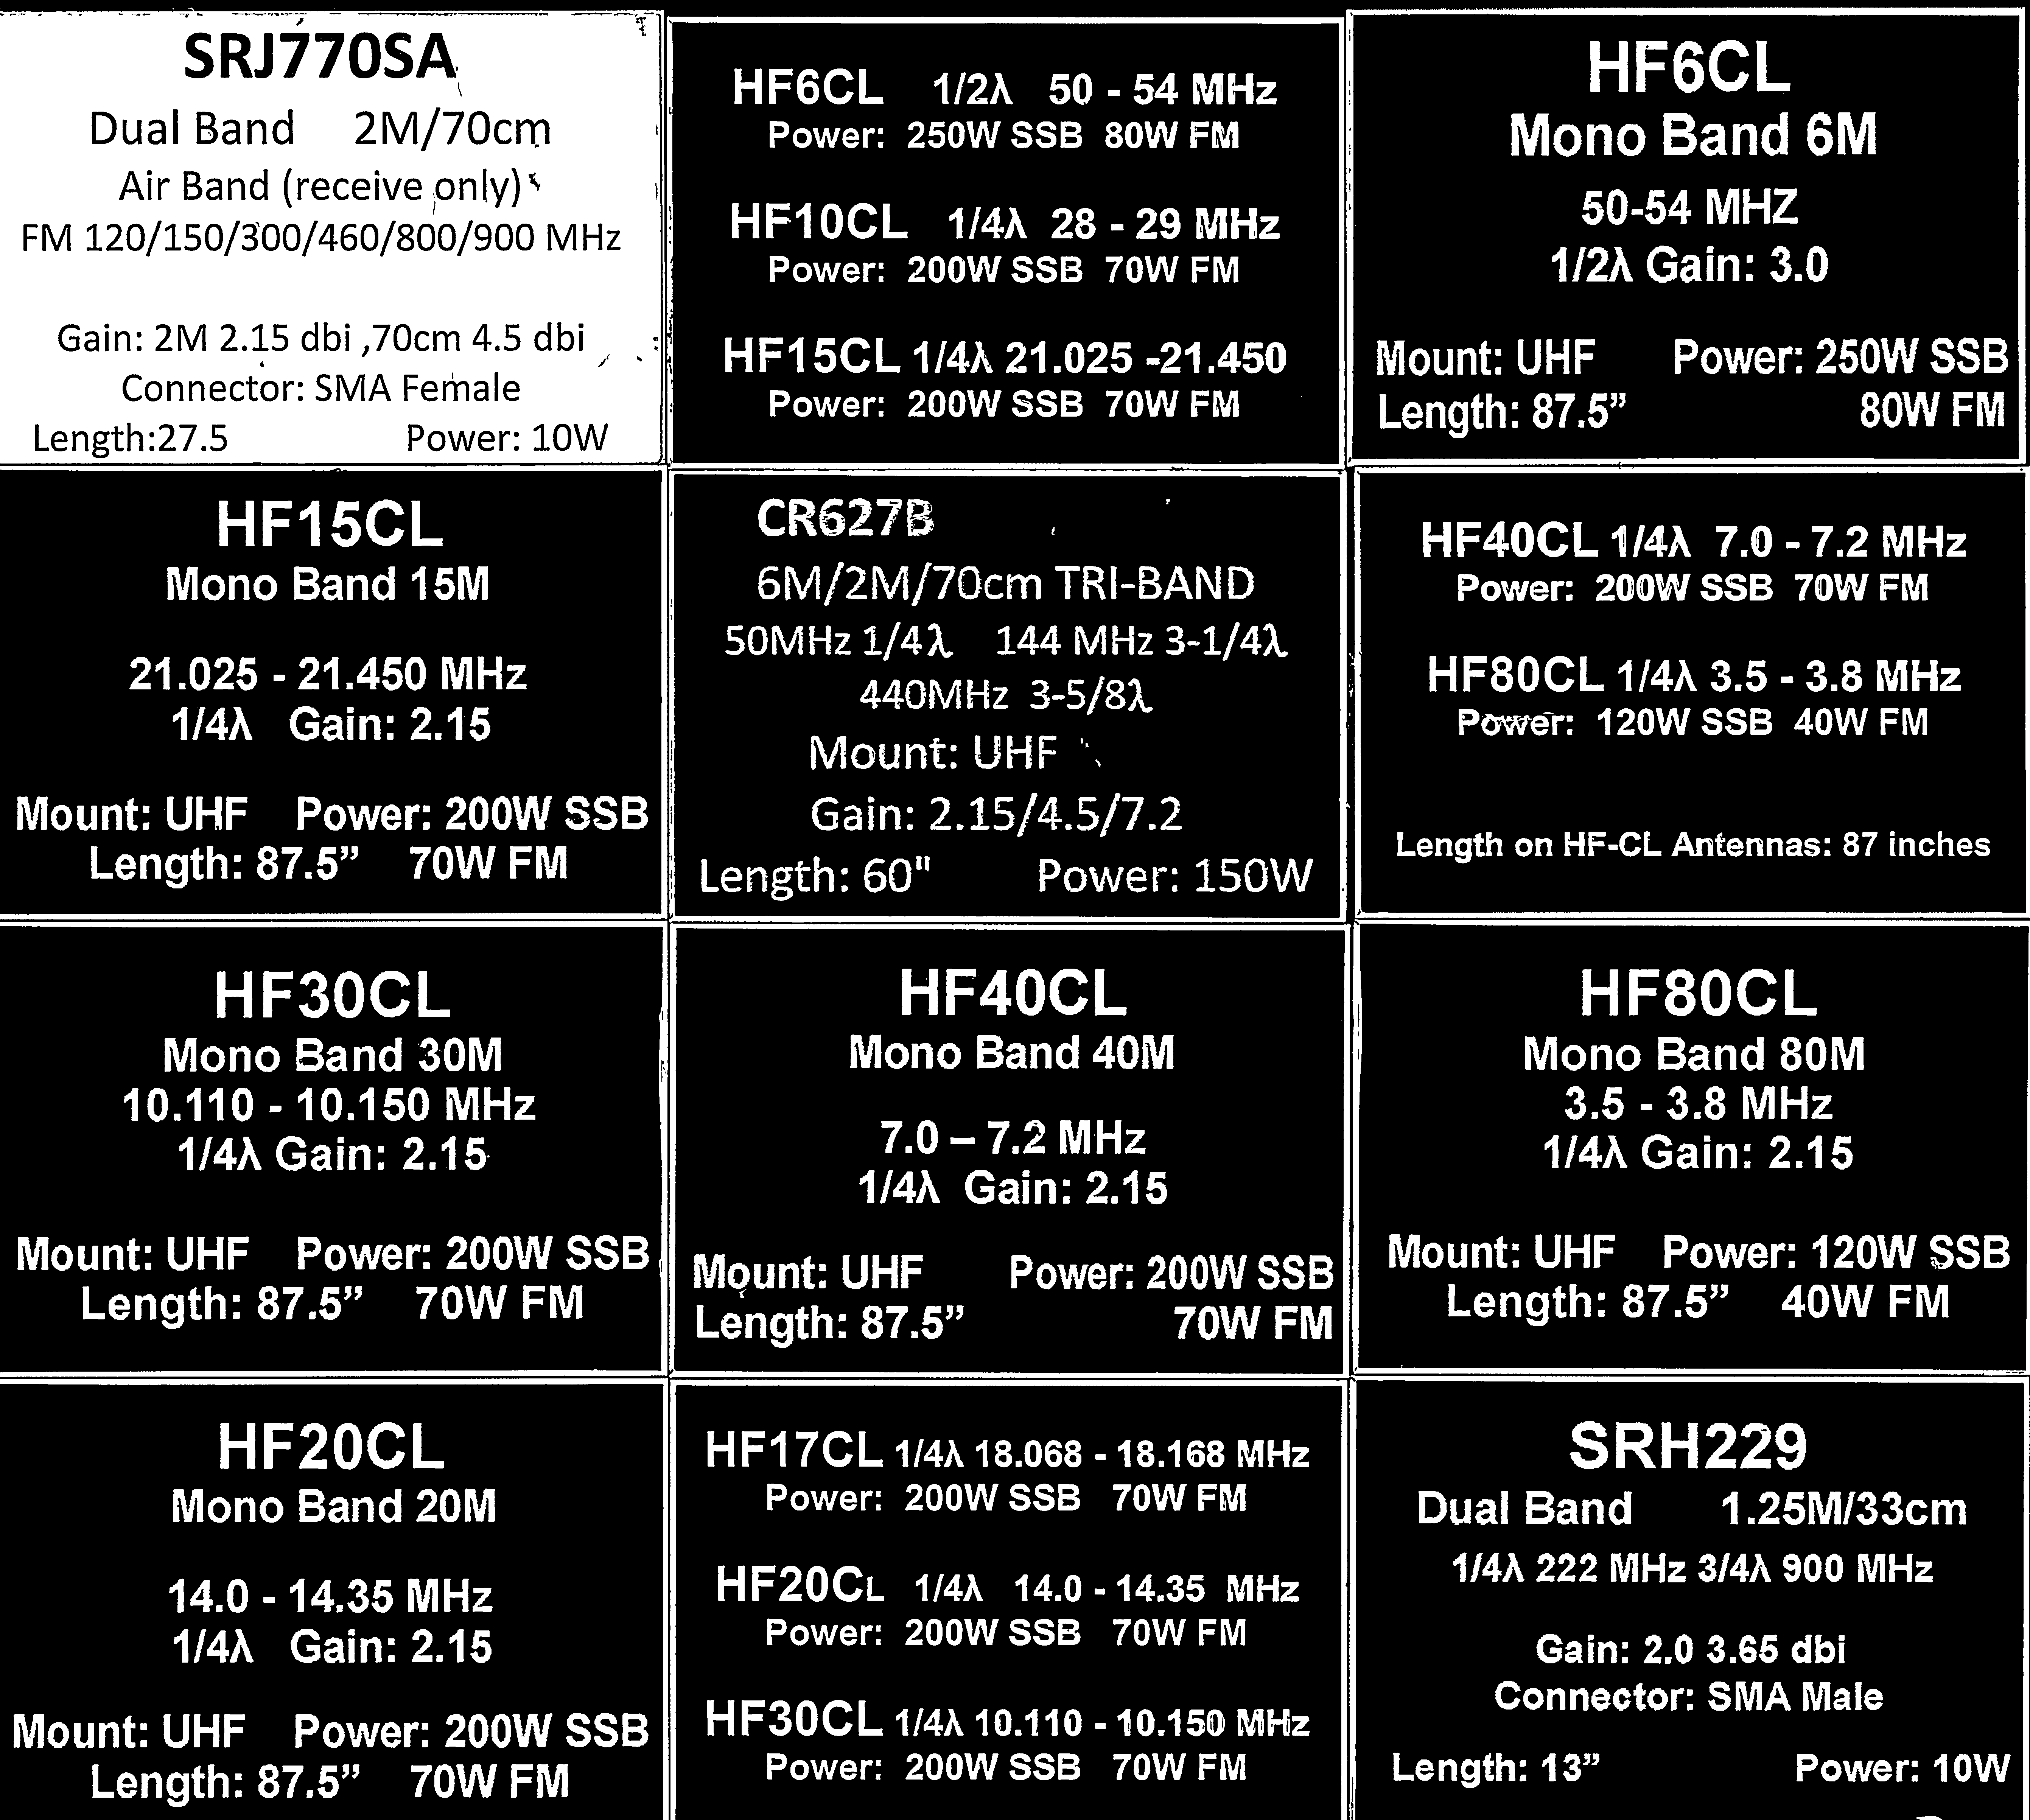 SRJ770SA
Dual Band 2M/70cm
Air Band (receive only)
FM 120/150/300/460/800/900 MHz
Gain: 2M 2.15 dbi ,70cm 4.5 dbi
Connector: SMA Female
Length:27.5 Power: 10W
HF6CL 1/2λ 50 - 54 MHz
Power: 250W SSB 80W FM
HF10CL 1/4λ 28 - 29 MHz
Power: 200W SSB 70W FM
HF15CL 1/4λ 21.025 -21.450
Power: 200W SSB 70W FM
HF6CL
Mono Band 6M
50-54 MHZ
1/2λ Gain: 3.0
Mount: UHF Power: 250W SSB
Length: 87.5” 80W FM
HF15CL
Mono Band 15M
21.025 - 21.450 MHz
1/4λ Gain: 2.15
Mount: UHF Power: 200W SSB
Length: 87.5” 70W FM
CR627B
6M/2M/70cm TRI-BAND
50MHz 1/4λ 144 MHz 3-1/4λ
440MHz 3-5/8λ
Mount: UHF
Gain: 2.15/4.5/7.2
Length: 60" Power: 150W
HF40CL 1/4λ 7.0 - 7.2 MHz
Power: 200W SSB 70W FM
HF80CL 1/4λ 3.5 - 3.8 MHz
Power: 120W SSB 40W FM
Length on HF-CL Antennas: 87 inches
HF30CL
Mono Band 30M
10.110 - 10.150 MHz
1/4λ Gain: 2.15
Mount: UHF Power: 200W SSB
Length: 87.5” 70W FM
HF40CL
Mono Band 40M
7.0 – 7.2 MHz
1/4λ Gain: 2.15
Mount: UHF Power: 200W SSB
Length: 87.5” 70W FM
HF80CL
Mono Band 80M
3.5 - 3.8 MHz
1/4λ Gain: 2.15
Mount: UHF Power: 120W SSB
Length: 87.5” 40W FM
HF20CL
Mono Band 20M
14.0 - 14.35 MHz
1/4λ Gain: 2.15
Mount: UHF Power: 200W SSB
Length: 87.5” 70W FM
HF17CL 1/4λ 18.068 - 18.168 MHz
Power: 200W SSB 70W FM
HF20CL 1/4λ 14.0 - 14.35 MHz
Power: 200W SSB 70W FM
HF30CL 1/4λ 10.110 - 10.150 MHz
Power: 200W SSB 70W FM
SRH229
Dual Band 1.25M/33cm
1/4λ 222 MHz 3/4λ 900 MHz
Gain: 2.0 3.65 dbi
Connector: SMA Male
Length: 13” Power: 10W